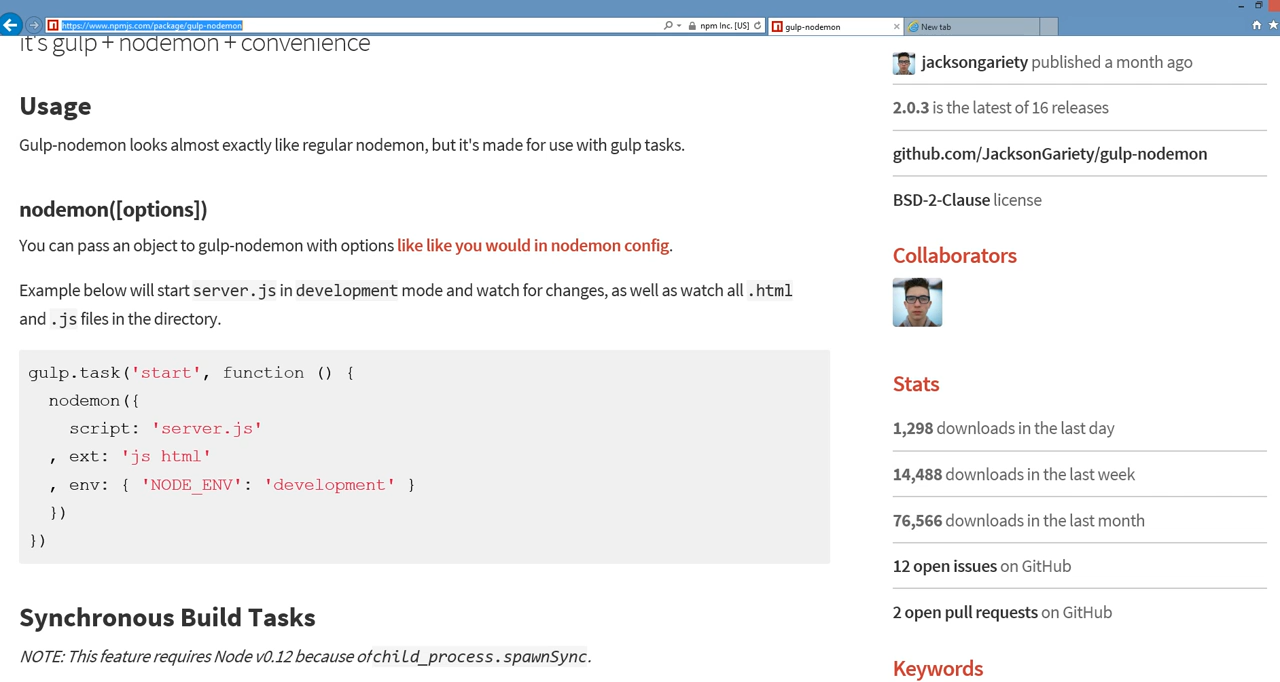 https://www.npmjs.com/package/gulp-nodemon
npm Inc. [US]
gulp-nodemon
New tab
it's gulp + nodemon + convenience
Usage
Gulp-nodemon looks almost exactly like regular nodemon, but it's made for use with gulp tasks.
nodemon([options])
You can pass an object to gulp-nodemon with options like like you would in nodemon config.
Example below will start server.js in development mode and watch for changes, as well as watch all .html
and .js files in the directory.
gulp.task('start', function () {
  nodemon({
    script: 'server.js'
  , ext: 'js html'
  , env: { 'NODE_ENV': 'development' }
  })
})
Synchronous Build Tasks
NOTE: This feature requires Node v0.12 because of child_process.spawnSync.
jacksongariety published a month ago
2.0.3 is the latest of 16 releases
github.com/JacksonGariety/gulp-nodemon
BSD-2-Clause license
Collaborators
Stats
1,298 downloads in the last day
14,488 downloads in the last week
76,566 downloads in the last month
12 open issues on GitHub
2 open pull requests on GitHub
Keywords